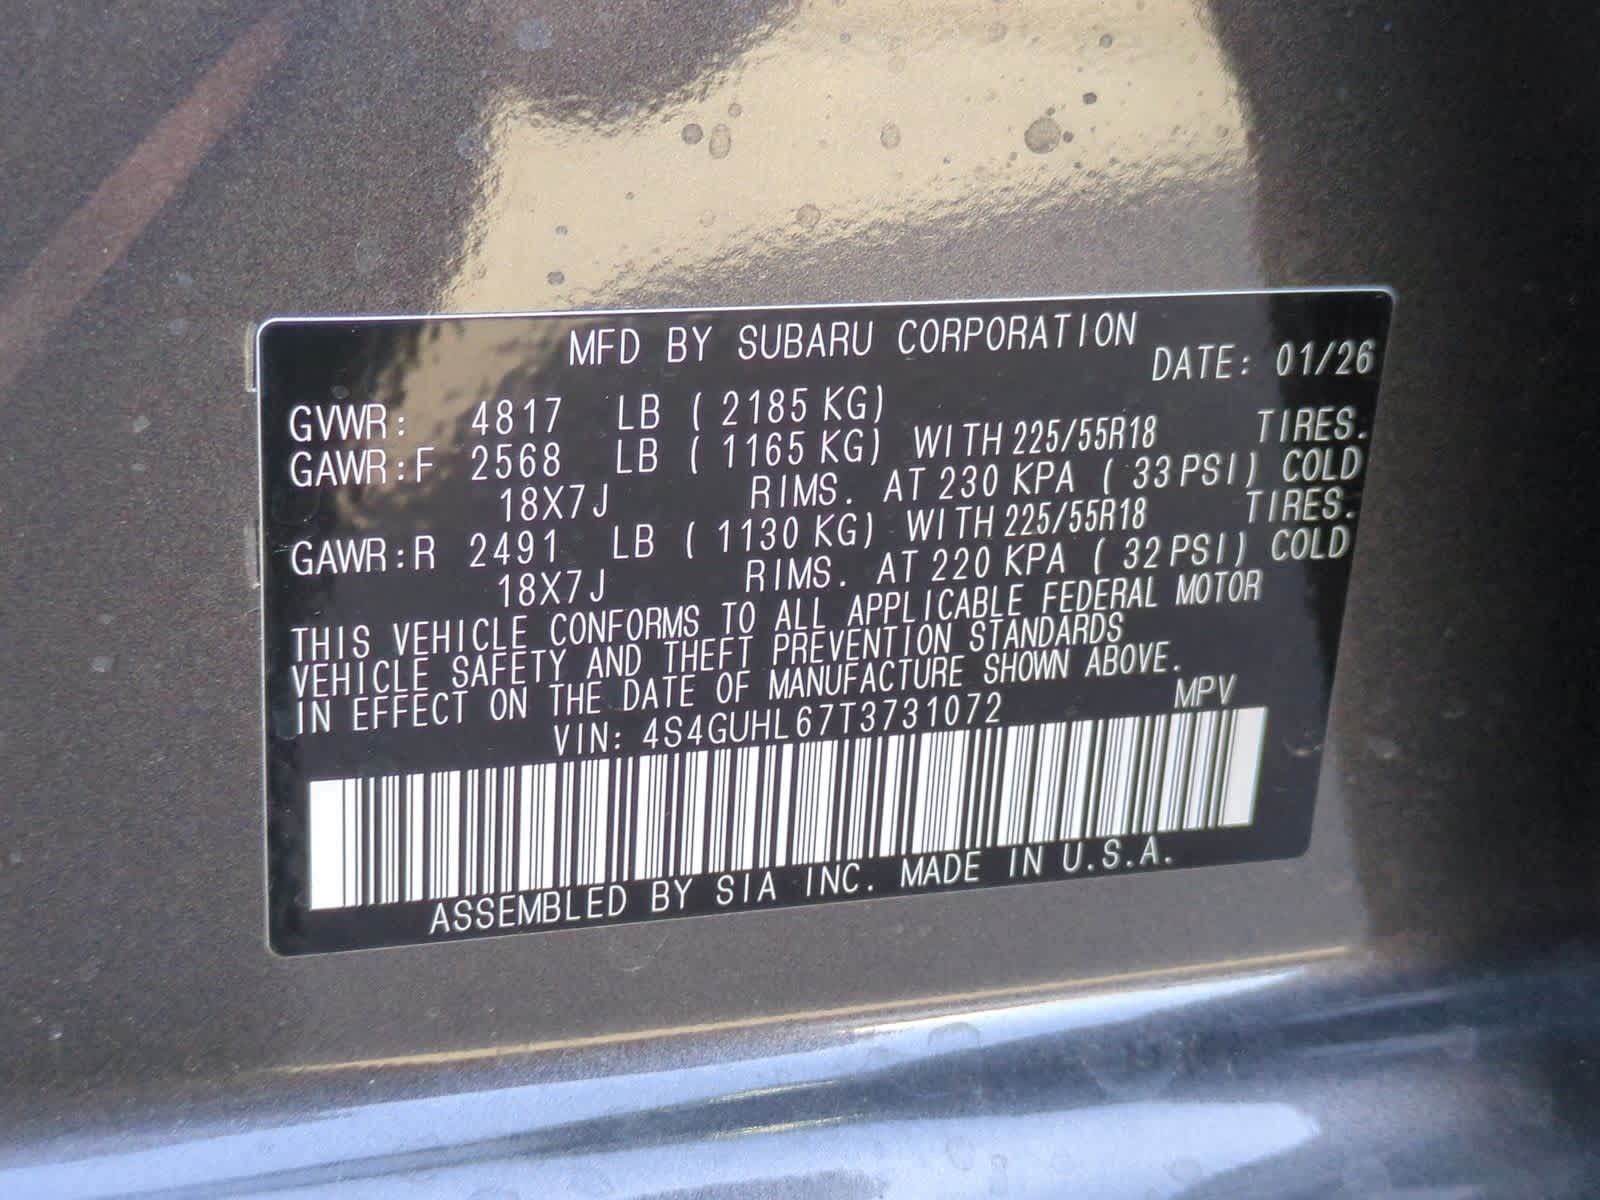 MFD BY SUBARU CORPORATION
DATE: 01/26
GVWR: 4817 LB ( 2185 KG)
GAWR:F 2568 LB ( 1165 KG) WITH 225/55R18 TIRES.
18X7J RIMS. AT 230 KPA ( 33 PSI) COLD
GAWR:R 2491 LB ( 1130 KG) WITH 225/55R18 TIRES.
18X7J RIMS. AT 220 KPA ( 32 PSI) COLD
THIS VEHICLE CONFORMS TO ALL APPLICABLE FEDERAL MOTOR
VEHICLE SAFETY AND THEFT PREVENTION STANDARDS
IN EFFECT ON THE DATE OF MANUFACTURE SHOWN ABOVE.
VIN: 4S4GUHL67T3731072 MPV
ASSEMBLED BY SIA INC. MADE IN U.S.A.